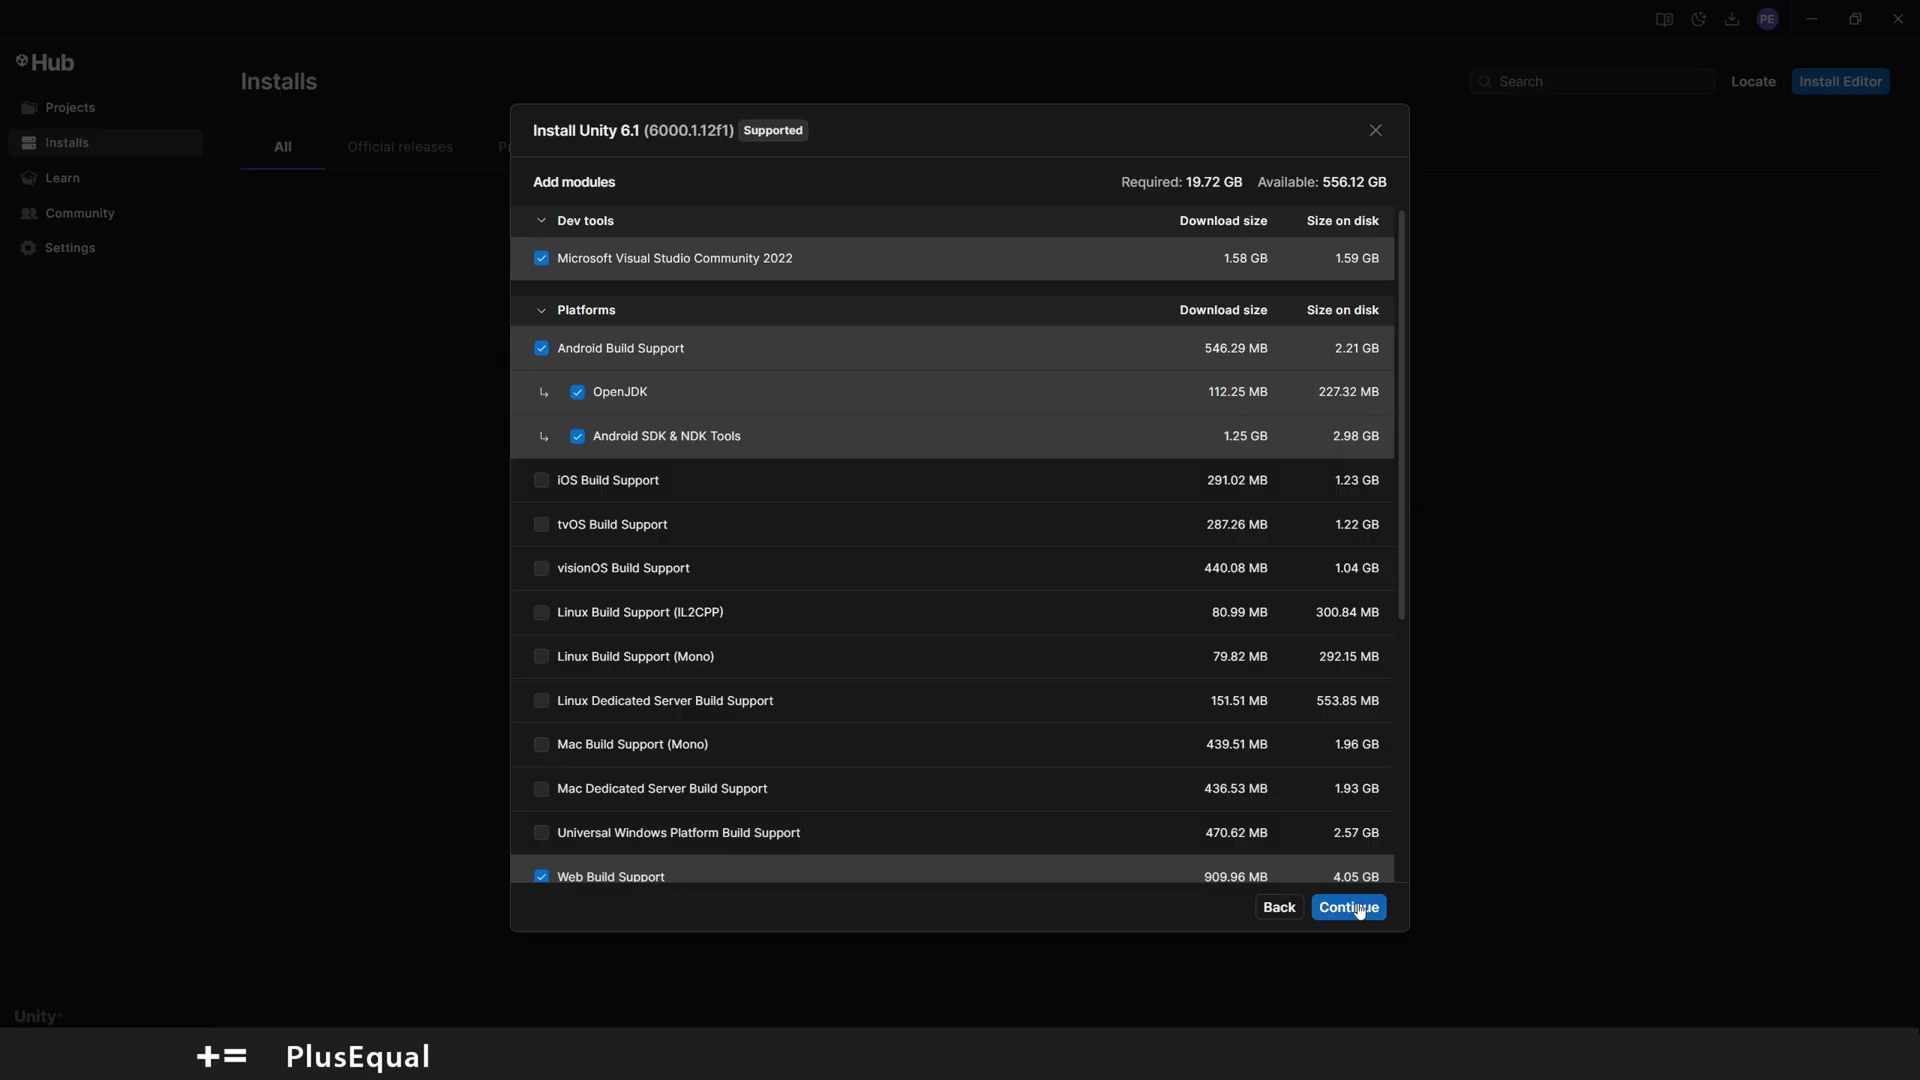 PE
Hub
Installs
Search
Locate
Install Editor
Projects
Installs
Learn
Community
Settings
All
Official releases
Install Unity 6.1 (6000.1.12f1) Supported
Add modules
Required: 19.72 GB Available: 556.12 GB
Dev tools Download size Size on disk
Microsoft Visual Studio Community 2022 1.58 GB 1.59 GB
Platforms Download size Size on disk
Android Build Support 546.29 MB 2.21 GB
OpenJDK 112.25 MB 227.32 MB
Android SDK & NDK Tools 1.25 GB 2.98 GB
iOS Build Support 291.02 MB 1.23 GB
tvOS Build Support 287.26 MB 1.22 GB
visionOS Build Support 440.08 MB 1.04 GB
Linux Build Support (IL2CPP) 80.99 MB 300.84 MB
Linux Build Support (Mono) 79.82 MB 292.15 MB
Linux Dedicated Server Build Support 151.51 MB 553.85 MB
Mac Build Support (Mono) 439.51 MB 1.96 GB
Mac Dedicated Server Build Support 436.53 MB 1.93 GB
Universal Windows Platform Build Support 470.62 MB 2.57 GB
Web Build Support 909.96 MB 4.05 GB
Back
Continue
Unity
+= PlusEqual